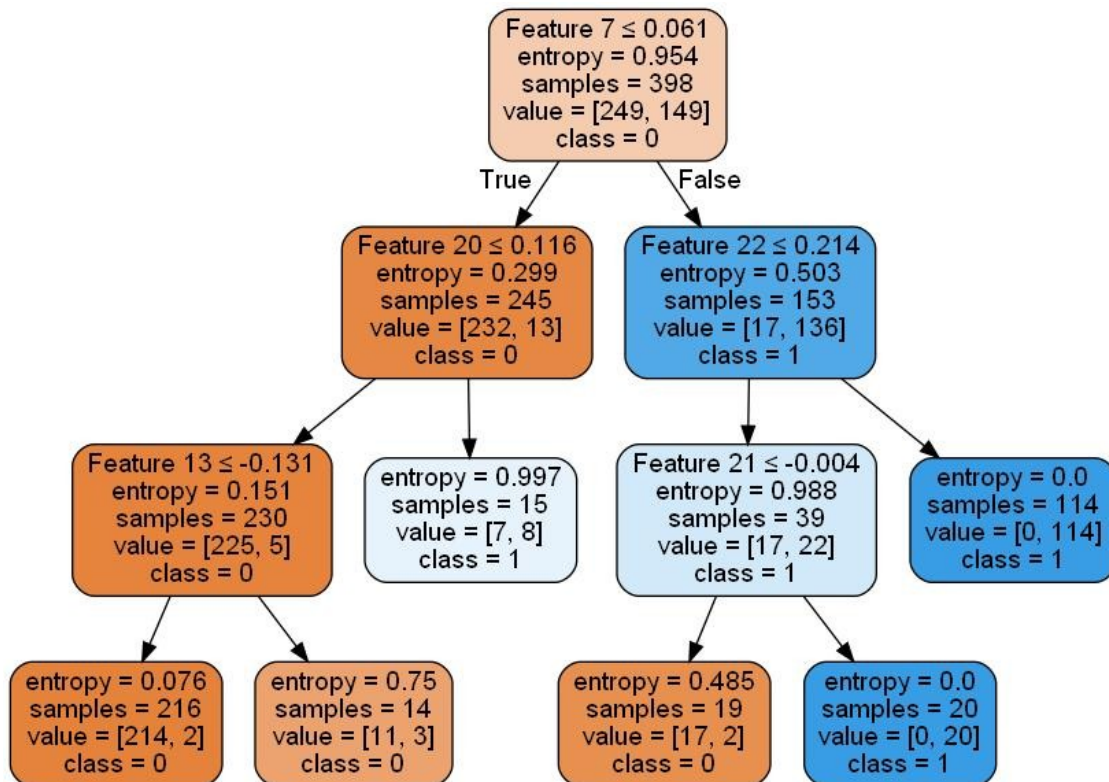 Feature 7 ≤ 0.061
entropy = 0.954
samples = 398
value = [249, 149]
class = 0
True
False
Feature 20 ≤ 0.116
entropy = 0.299
samples = 245
value = [232, 13]
class = 0
Feature 22 ≤ 0.214
entropy = 0.503
samples = 153
value = [17, 136]
class = 1
Feature 13 ≤ -0.131
entropy = 0.151
samples = 230
value = [225, 5]
class = 0
entropy = 0.997
samples = 15
value = [7, 8]
class = 1
Feature 21 ≤ -0.004
entropy = 0.988
samples = 39
value = [17, 22]
class = 1
entropy = 0.0
samples = 114
value = [0, 114]
class = 1
entropy = 0.076
samples = 216
value = [214, 2]
class = 0
entropy = 0.75
samples = 14
value = [11, 3]
class = 0
entropy = 0.485
samples = 19
value = [17, 2]
class = 0
entropy = 0.0
samples = 20
value = [0, 20]
class = 1